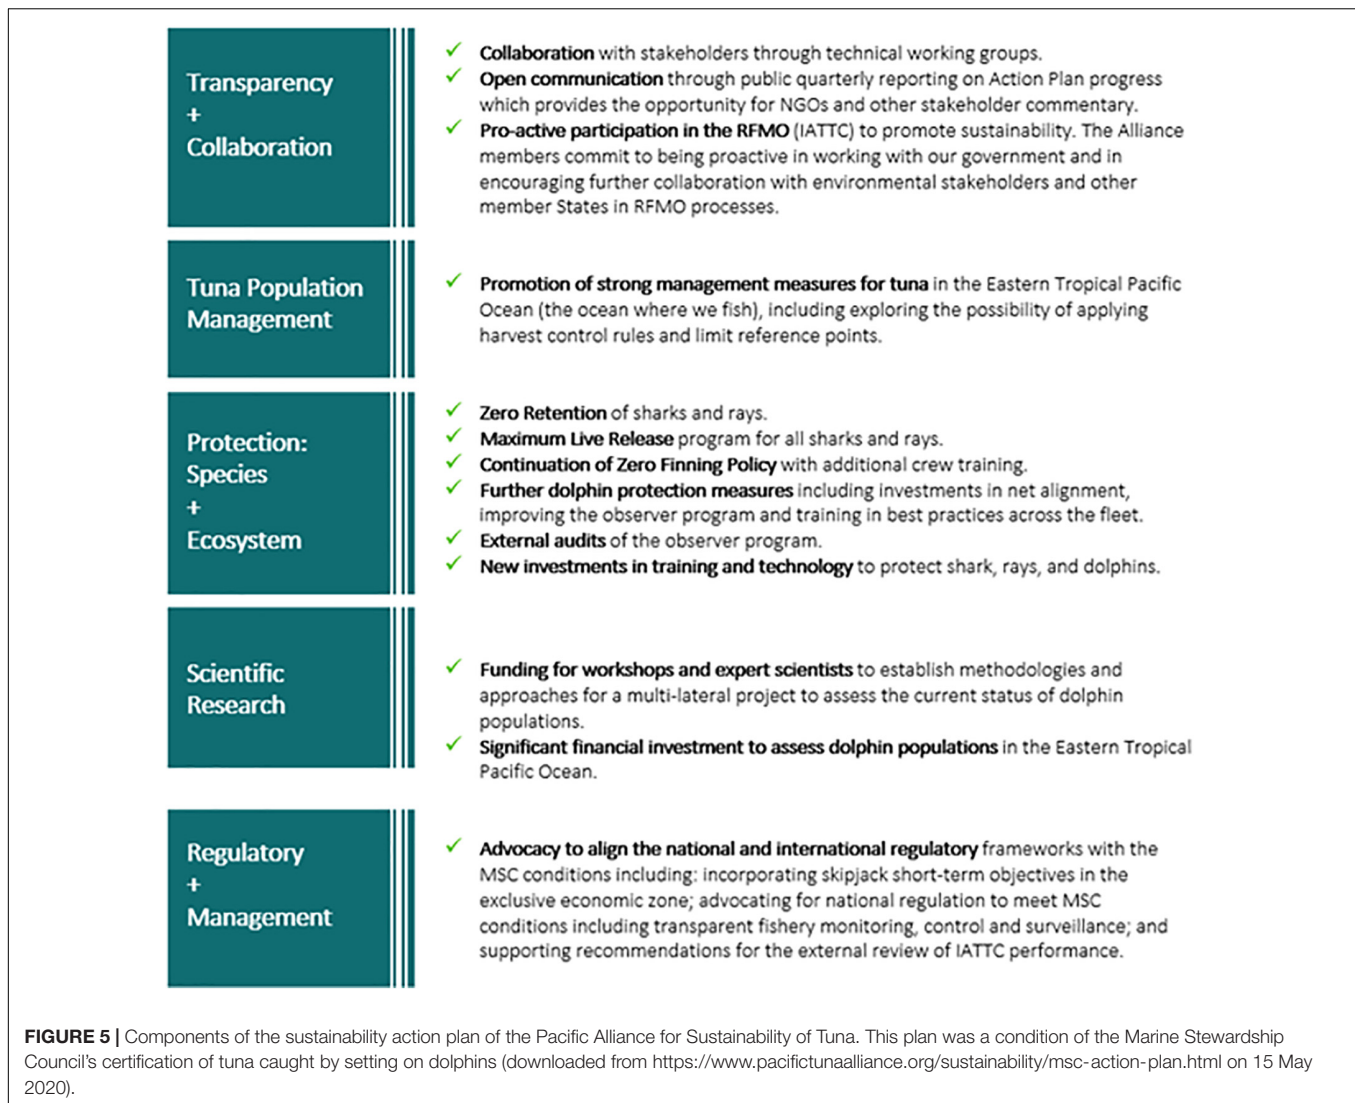 Transparency
+
Collaboration
✓ Collaboration with stakeholders through technical working groups.
✓ Open communication through public quarterly reporting on Action Plan progress
which provides the opportunity for NGOs and other stakeholder commentary.
✓ Pro-active participation in the RFMO (IATTC) to promote sustainability. The Alliance
members commit to being proactive in working with our government and in
encouraging further collaboration with environmental stakeholders and other
member States in RFMO processes.
Tuna Population
Management
✓ Promotion of strong management measures for tuna in the Eastern Tropical Pacific
Ocean (the ocean where we fish), including exploring the possibility of applying
harvest control rules and limit reference points.
Protection:
Species
+
Ecosystem
✓ Zero Retention of sharks and rays.
✓ Maximum Live Release program for all sharks and rays.
✓ Continuation of Zero Finning Policy with additional crew training.
✓ Further dolphin protection measures including investments in net alignment,
improving the observer program and training in best practices across the fleet.
✓ External audits of the observer program.
✓ New investments in training and technology to protect shark, rays, and dolphins.
Scientific
Research
✓ Funding for workshops and expert scientists to establish methodologies and
approaches for a multi-lateral project to assess the current status of dolphin
populations.
✓ Significant financial investment to assess dolphin populations in the Eastern Tropical
Pacific Ocean.
Regulatory
+
Management
✓ Advocacy to align the national and international regulatory frameworks with the
MSC conditions including: incorporating skipjack short-term objectives in the
exclusive economic zone; advocating for national regulation to meet MSC
conditions including transparent fishery monitoring, control and surveillance; and
supporting recommendations for the external review of IATTC performance.
FIGURE 5 | Components of the sustainability action plan of the Pacific Alliance for Sustainability of Tuna. This plan was a condition of the Marine Stewardship
Council's certification of tuna caught by setting on dolphins (downloaded from https://www.pacifictunaalliance.org/sustainability/msc-action-plan.html on 15 May
2020).